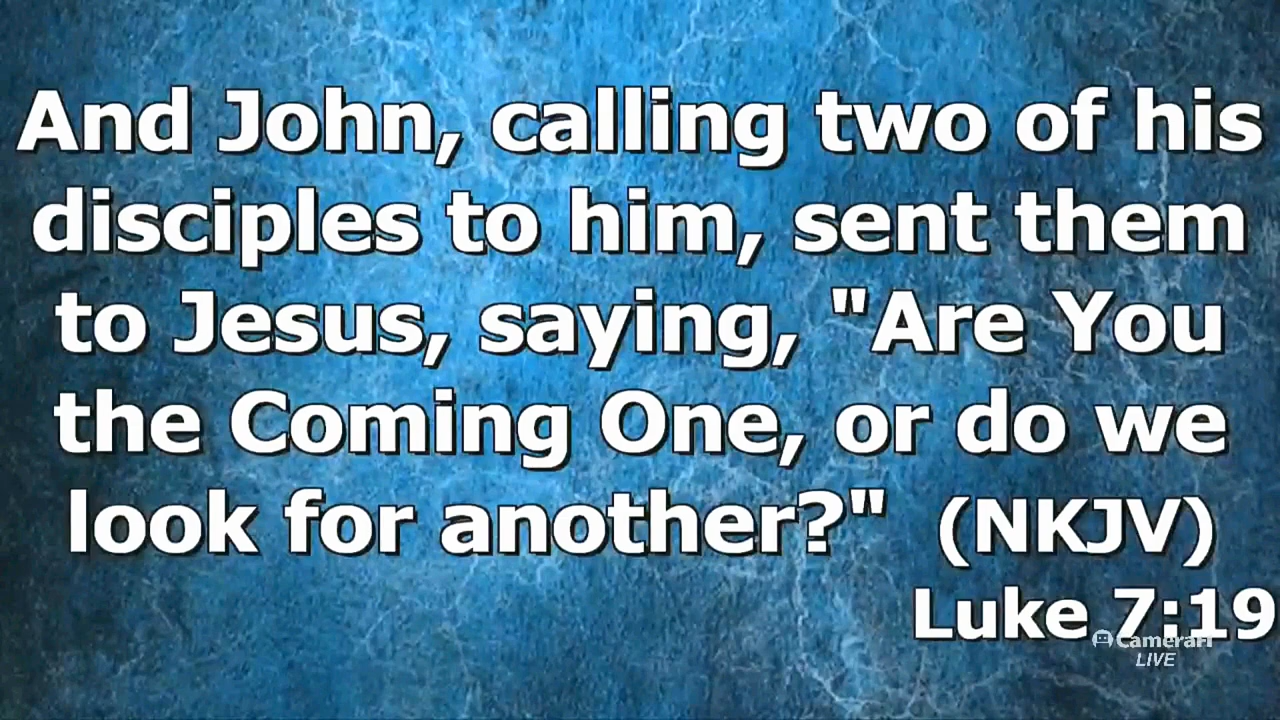 And John, calling two of his
disciples to him, sent them
to Jesus, saying, "Are You
the Coming One, or do we
look for another?" (NKJV)
Luke 7:19
CameraFi
LIVE